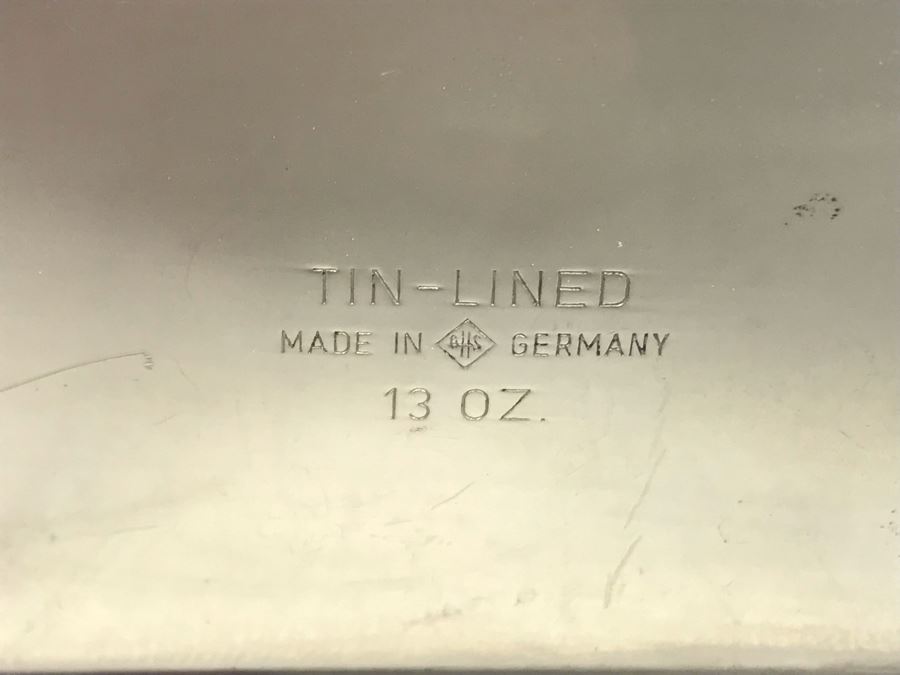 TIN-LINED
MADE IN GERMANY
13 OZ.